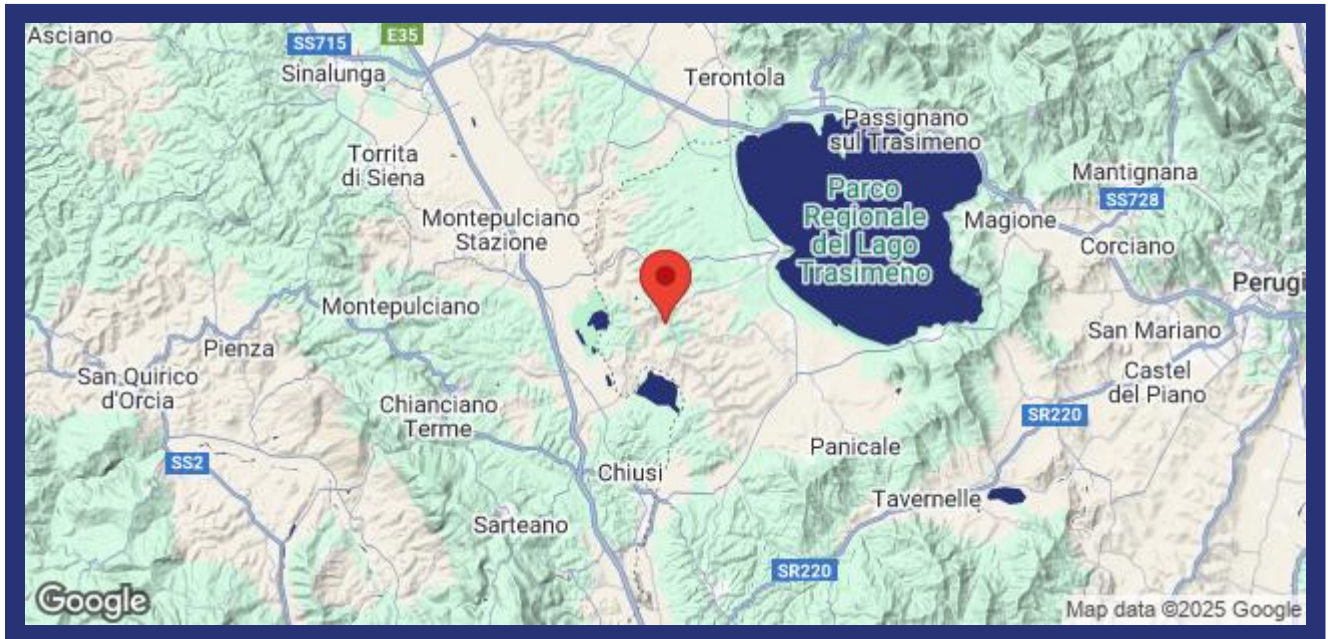 Asciano
SS715
E35
Sinalunga
Terontola
Passignano
sul Trasimeno
Torrita
di Siena
Mantignana
SS728
Parco
Regionale
del Lago
Trasimeno
Montepulciano
Stazione
Magione
Corciano
Perugi
Montepulciano
Pienza
San Mariano
San Quirico
d'Orcia
Castel
del Piano
Chianciano
Terme
SR220
Panicale
SS2
Chiusi
Tavernelle
Sarteano
SR220
Google
Map data ©2025 Google